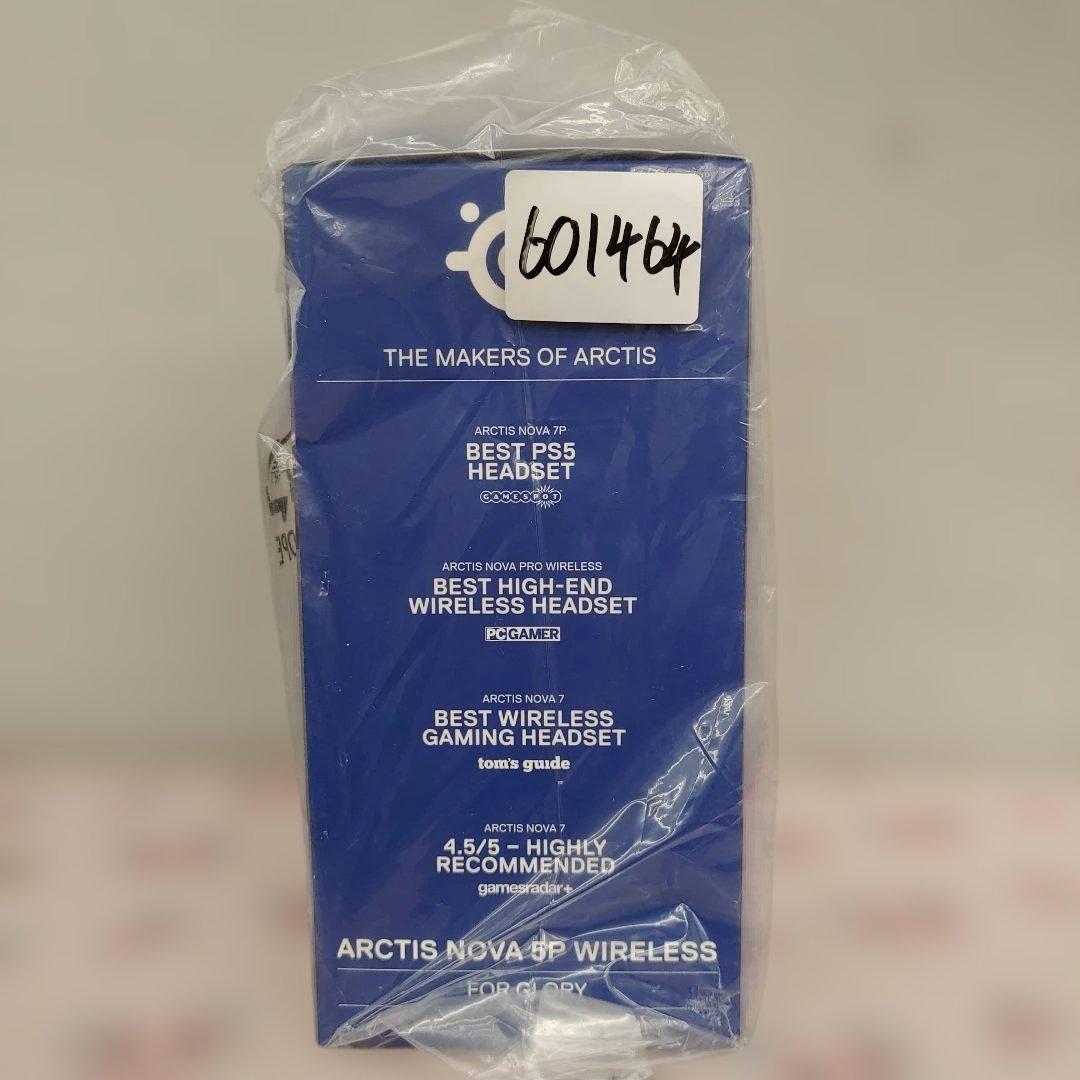 601464
THE MAKERS OF ARCTIS
ARCTIS NOVA 7P
BEST PS5
HEADSET
GAMESPOT
ARCTIS NOVA PRO WIRELESS
BEST HIGH-END
WIRELESS HEADSET
PC GAMER
ARCTIS NOVA 7
BEST WIRELESS
GAMING HEADSET
tom's guide
ARCTIS NOVA 7
4.5/5 – HIGHLY
RECOMMENDED
gamesradar+
ARCTIS NOVA 5P WIRELESS
FOR GLORY